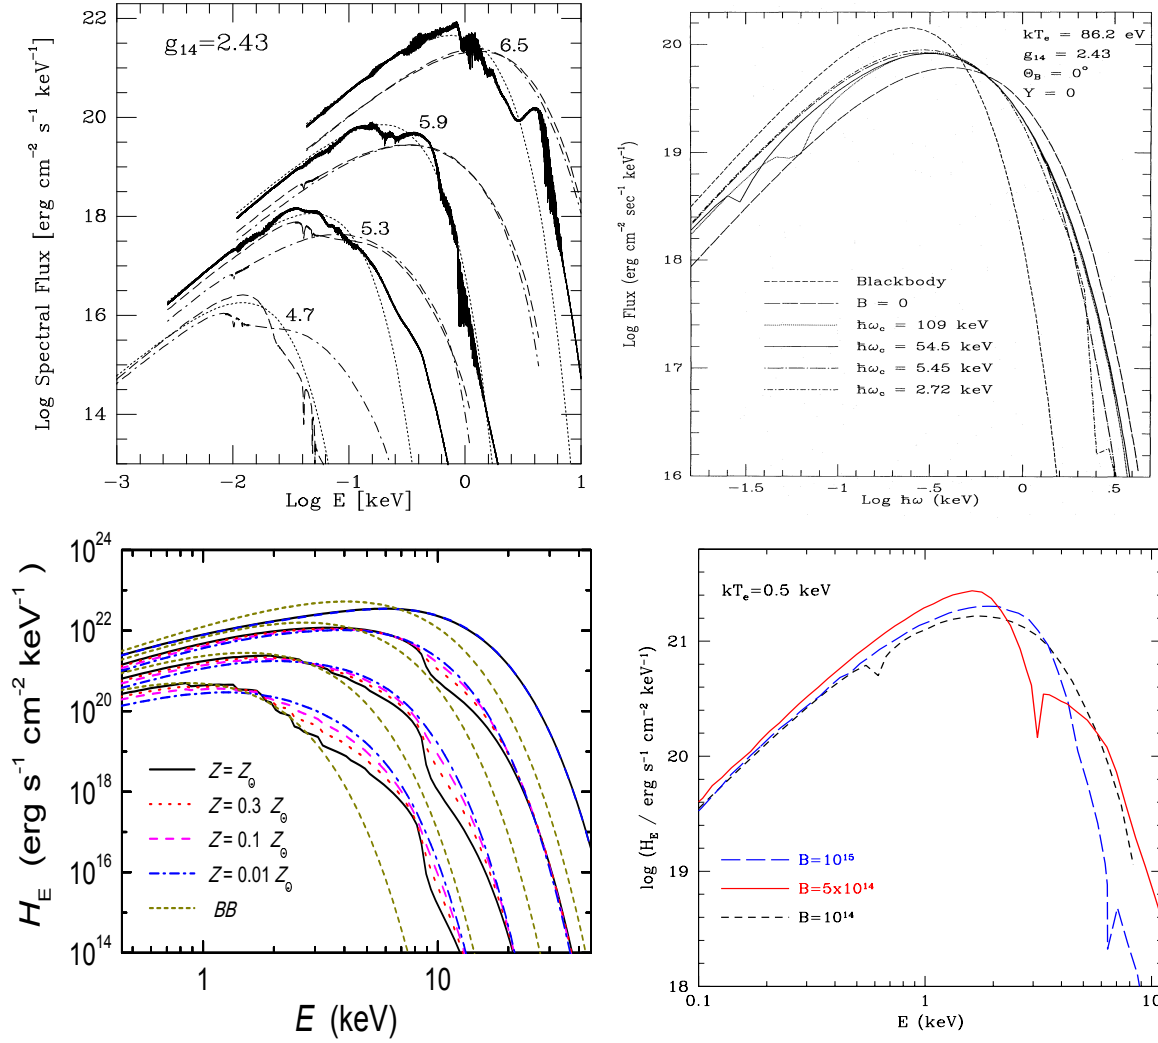 g14=2.43
6.5
5.9
5.3
4.7
22
21
20
19
18
17
16
15
14
−3
−2
−1
0
1
Log Spectral Flux [erg cm−2 s−1 keV−1]
Log E [keV]
kTe = 86.2 eV
g14 = 2.43
ΘB = 0°
Y = 0
20
19
18
17
16
Blackbody
B = 0
ħωc = 109 keV
ħωc = 54.5 keV
ħωc = 5.45 keV
ħωc = 2.72 keV
−1.5
−1
−.5
0
.5
Log Flux (erg cm−2 sec−1 keV−1)
Log ħω (keV)
10^24
10^22
10^20
10^18
10^16
10^14
Z= Z⊙
Z= 0.3 Z⊙
Z= 0.1 Z⊙
Z= 0.01 Z⊙
BB
1
10
HE (erg s−1 cm−2 keV−1)
E (keV)
kTe=0.5 keV
21
20
19
18
B=10^15
B=5x10^14
B=10^14
0.1
1
10
log (HE / erg s−1 cm−2 keV−1)
E (keV)